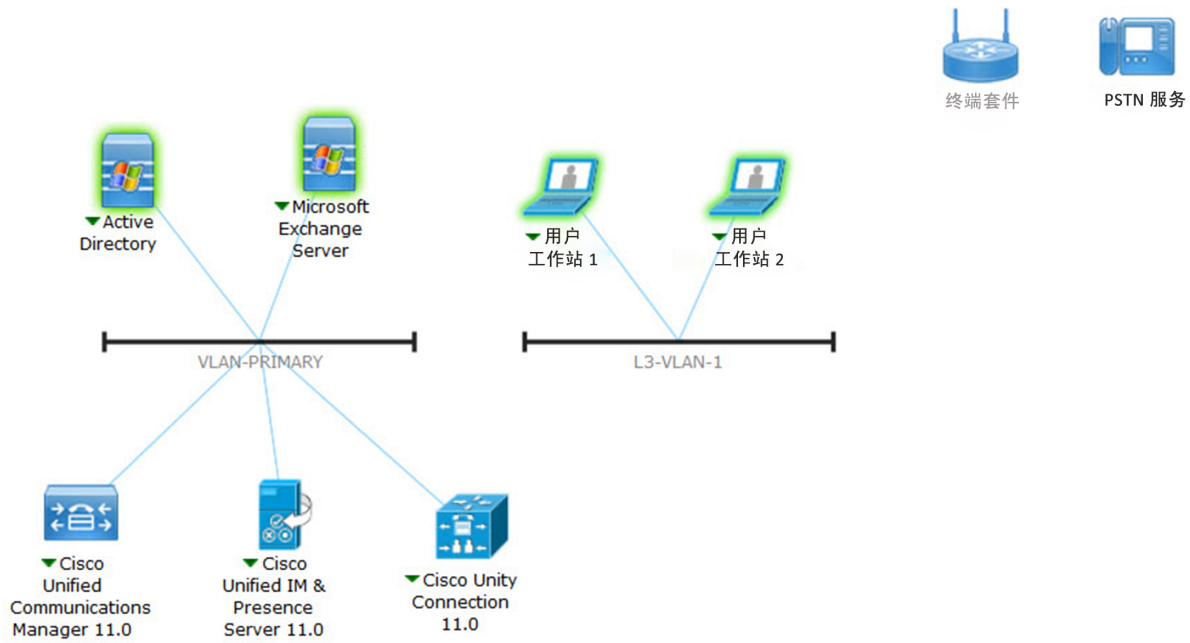 终端套件
PSTN 服务
Active
Directory
Microsoft
Exchange
Server
用户
工作站 1
用户
工作站 2
VLAN-PRIMARY
L3-VLAN-1
Cisco
Unified
Communications
Manager 11.0
Cisco
Unified IM &
Presence
Server 11.0
Cisco Unity
Connection
11.0